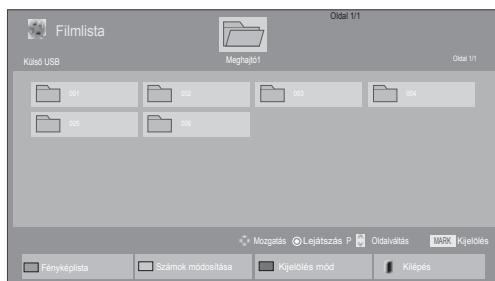 Oldal 1/1
Filmlista
Külső USB
Meghajtó1
Oldal 1/1
001 002 003 004
005 006
Mozgatás Lejátszás P Oldalváltás MARK Kijelölés
Fényképlista Számok módosítása Kijelölés mód Kilépés